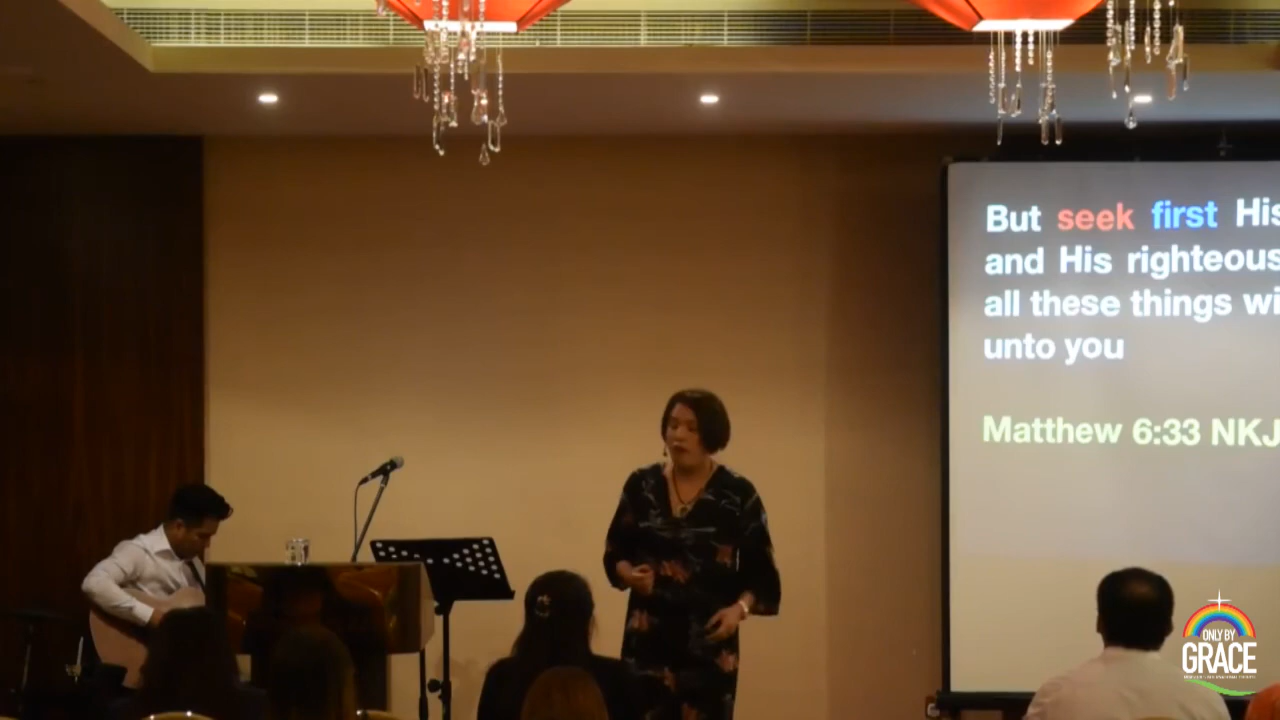 But seek first His
and His righteous
all these things wi
unto you
Matthew 6:33 NKJ
ONLY BY
GRACE